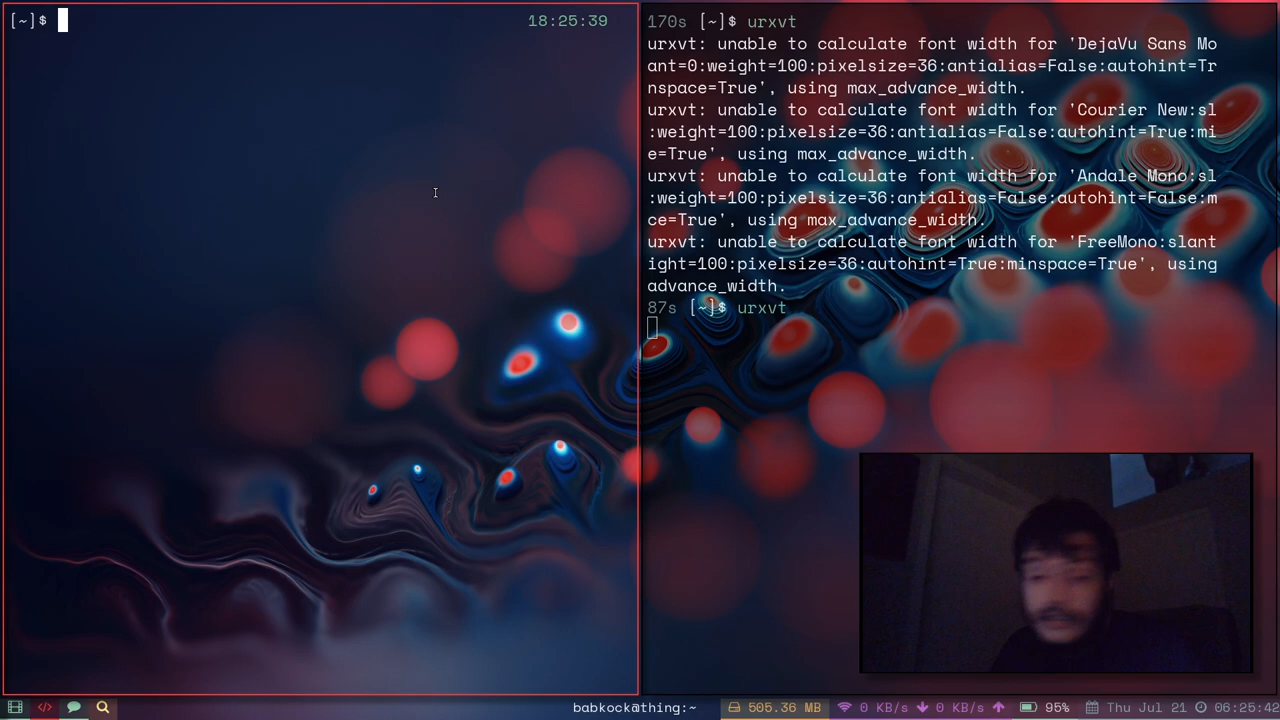 [~]$
18:25:39
170s [~]$ urxvt
urxvt: unable to calculate font width for 'DejaVu Sans Mo
ant=0:weight=100:pixelsize=36:antialias=False:autohint=Tr
nspace=True', using max_advance_width.
urxvt: unable to calculate font width for 'Courier New:sl
:weight=100:pixelsize=36:antialias=False:autohint=True:mi
e=True', using max_advance_width.
urxvt: unable to calculate font width for 'Andale Mono:sl
:weight=100:pixelsize=36:antialias=False:autohint=False:m
ce=True', using max_advance_width.
urxvt: unable to calculate font width for 'FreeMono:slant
ight=100:pixelsize=36:autohint=True:minspace=True', using
advance_width.
87s [~]$ urxvt
babkock@thing:~ 505.36 MB 0 KB/s 0 KB/s 95% Thu Jul 21 06:25:42